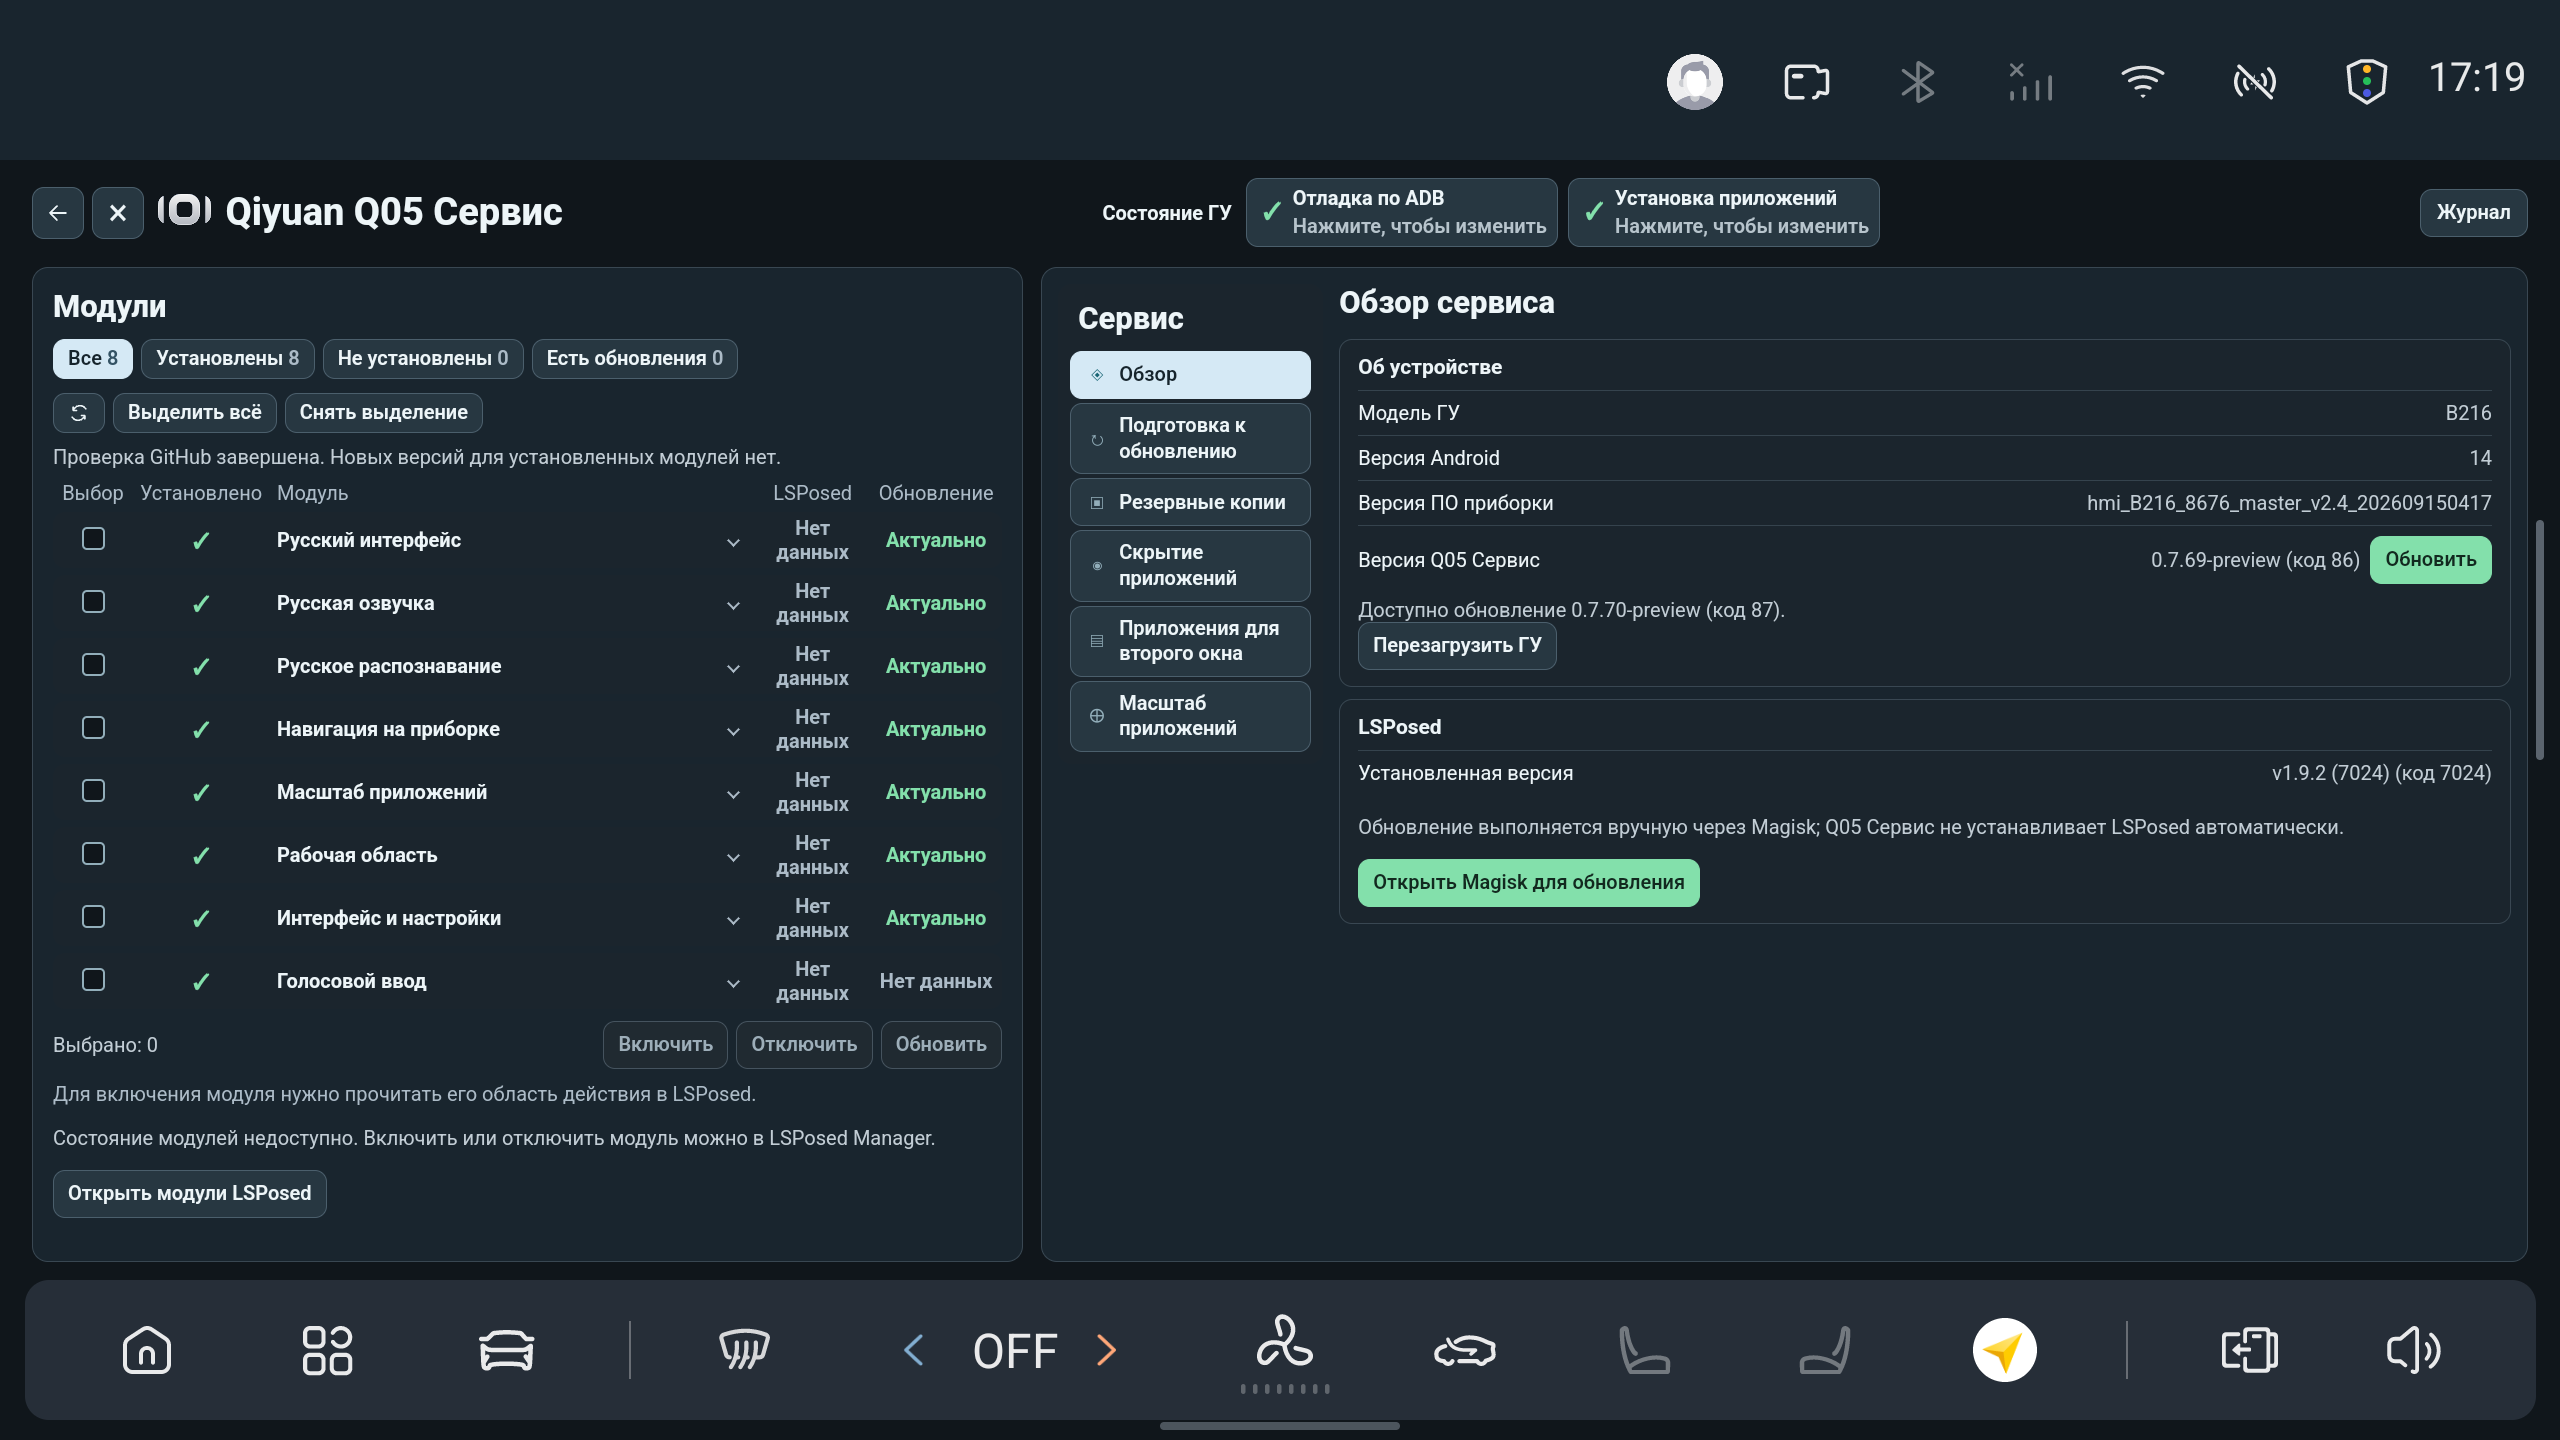 17:19
Qiyuan Q05 Сервис
Состояние ГУ
✓ Отладка по ADB
Нажмите, чтобы изменить
✓ Установка приложений
Нажмите, чтобы изменить
Журнал
Модули
Все 8
Установлены 8
Не установлены 0
Есть обновления 0
Выделить всё
Снять выделение
Проверка GitHub завершена. Новых версий для установленных модулей нет.
Выбор Установлено Модуль LSPosed Обновление
Русский интерфейс Нет данных Актуально
Русская озвучка Нет данных Актуально
Русское распознавание Нет данных Актуально
Навигация на приборке Нет данных Актуально
Масштаб приложений Нет данных Актуально
Рабочая область Нет данных Актуально
Интерфейс и настройки Нет данных Актуально
Голосовой ввод Нет данных Нет данных
Выбрано: 0
Включить
Отключить
Обновить
Для включения модуля нужно прочитать его область действия в LSPosed.
Состояние модулей недоступно. Включить или отключить модуль можно в LSPosed Manager.
Открыть модули LSPosed
Сервис
Обзор
Подготовка к
обновлению
Резервные копии
Скрытие
приложений
Приложения для
второго окна
Масштаб
приложений
Обзор сервиса
Об устройстве
Модель ГУ B216
Версия Android 14
Версия ПО приборки hmi_B216_8676_master_v2.4_202609150417
Версия Q05 Сервис 0.7.69-preview (код 86) Обновить
Доступно обновление 0.7.70-preview (код 87).
Перезагрузить ГУ
LSPosed
Установленная версия v1.9.2 (7024) (код 7024)
Обновление выполняется вручную через Magisk; Q05 Сервис не устанавливает LSPosed автоматически.
Открыть Magisk для обновления
OFF